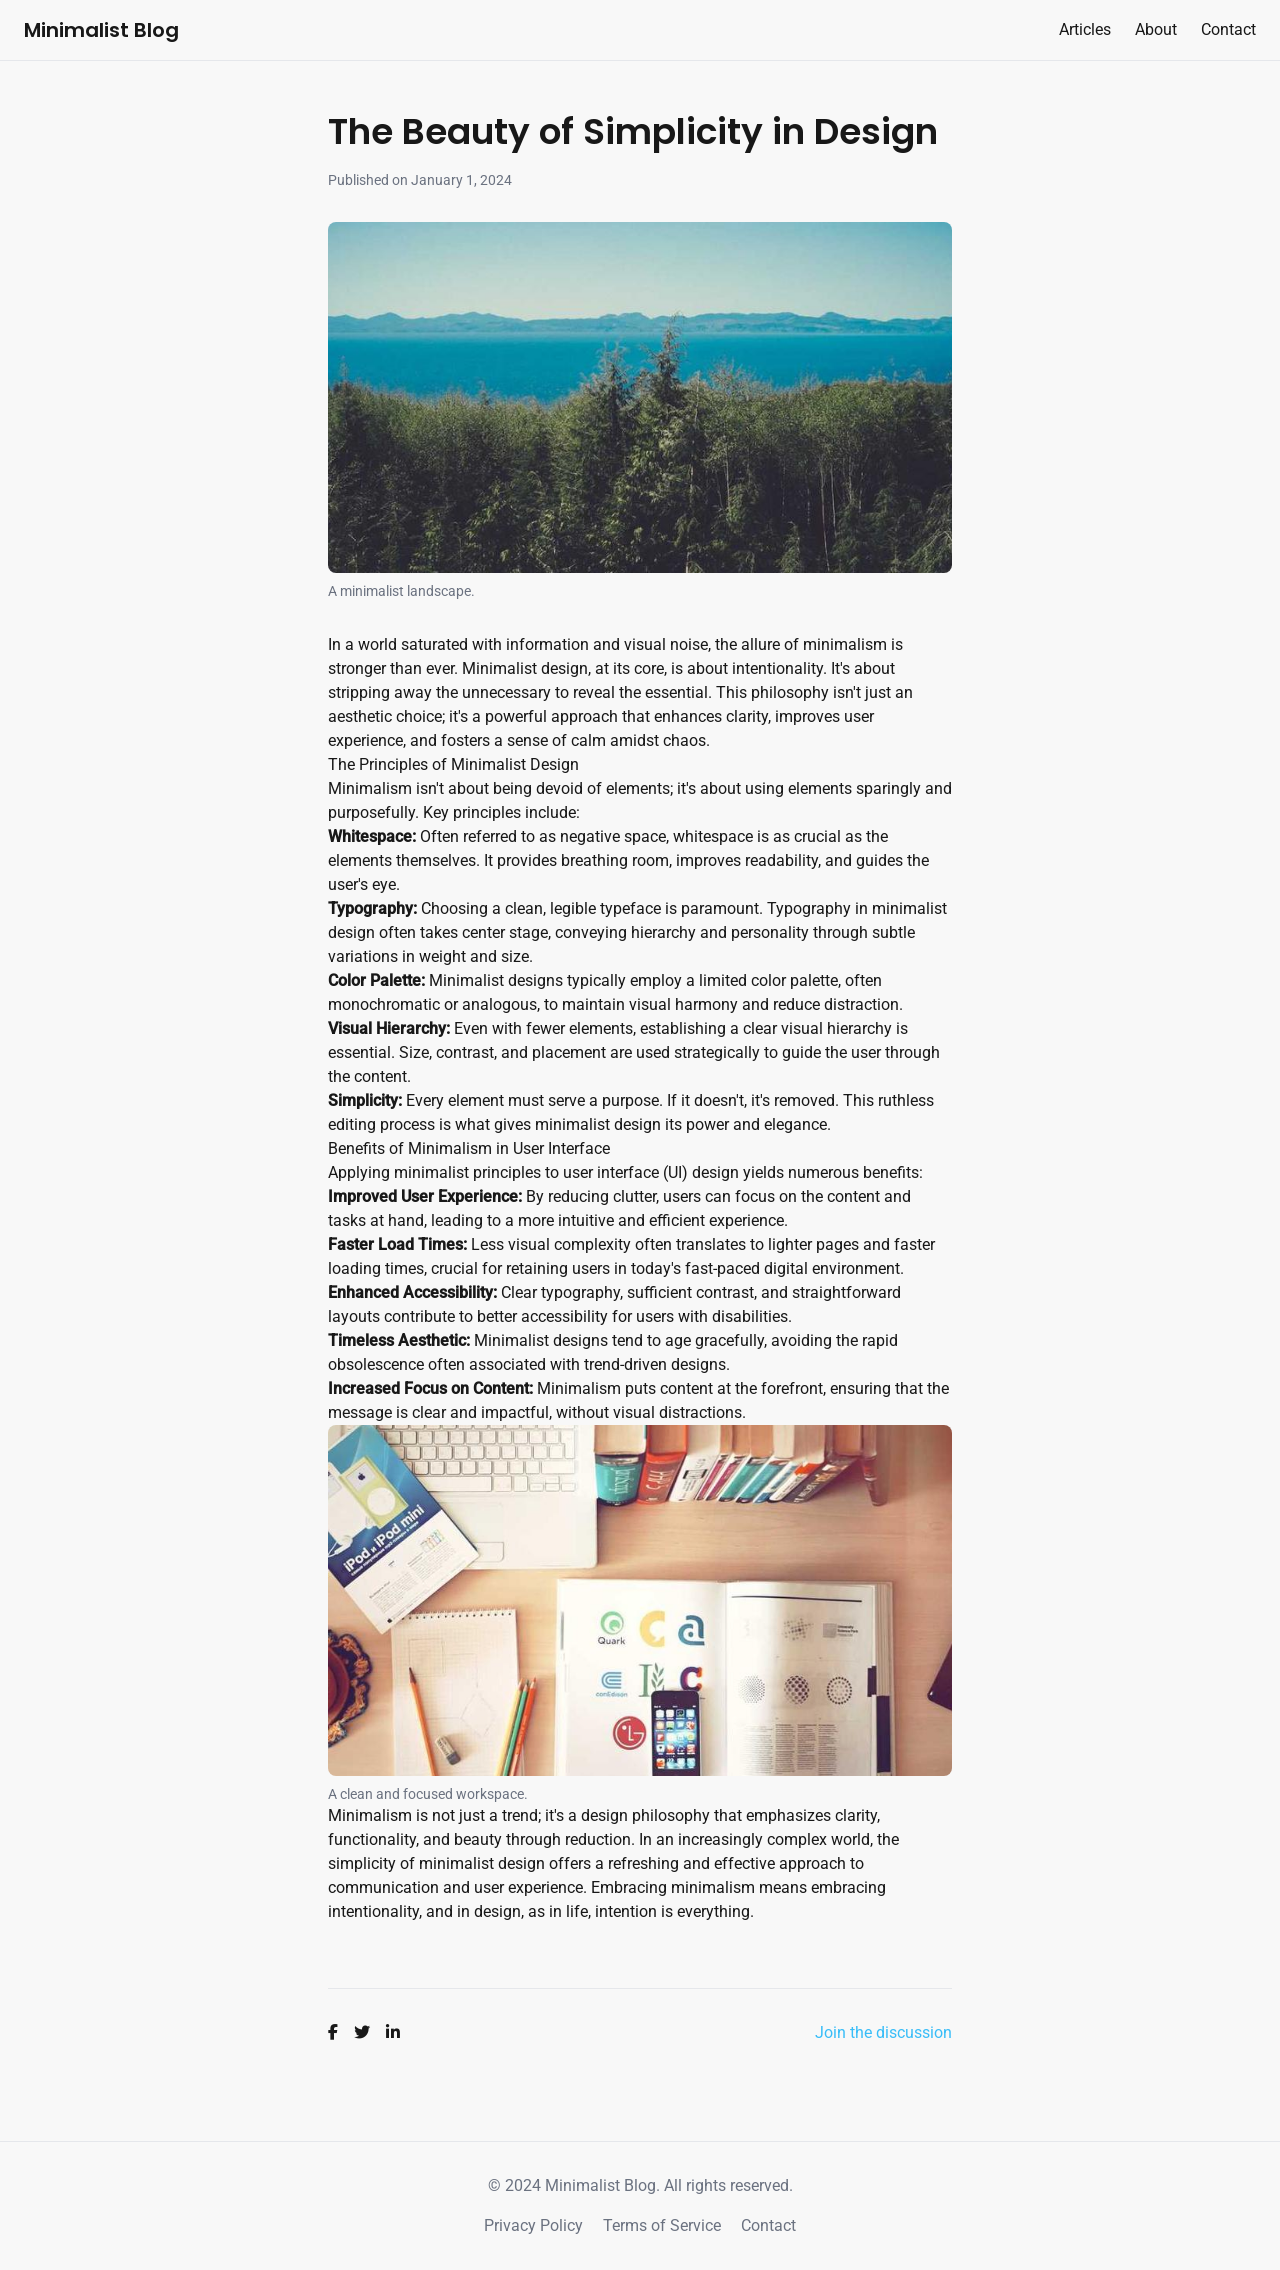 Minimalist Blog
Articles About Contact
The Beauty of Simplicity in Design
Published on January 1, 2024
A minimalist landscape.
In a world saturated with information and visual noise, the allure of minimalism is
stronger than ever. Minimalist design, at its core, is about intentionality. It's about
stripping away the unnecessary to reveal the essential. This philosophy isn't just an
aesthetic choice; it's a powerful approach that enhances clarity, improves user
experience, and fosters a sense of calm amidst chaos.
The Principles of Minimalist Design
Minimalism isn't about being devoid of elements; it's about using elements sparingly and
purposefully. Key principles include:
Whitespace: Often referred to as negative space, whitespace is as crucial as the
elements themselves. It provides breathing room, improves readability, and guides the
user's eye.
Typography: Choosing a clean, legible typeface is paramount. Typography in minimalist
design often takes center stage, conveying hierarchy and personality through subtle
variations in weight and size.
Color Palette: Minimalist designs typically employ a limited color palette, often
monochromatic or analogous, to maintain visual harmony and reduce distraction.
Visual Hierarchy: Even with fewer elements, establishing a clear visual hierarchy is
essential. Size, contrast, and placement are used strategically to guide the user through
the content.
Simplicity: Every element must serve a purpose. If it doesn't, it's removed. This ruthless
editing process is what gives minimalist design its power and elegance.
Benefits of Minimalism in User Interface
Applying minimalist principles to user interface (UI) design yields numerous benefits:
Improved User Experience: By reducing clutter, users can focus on the content and
tasks at hand, leading to a more intuitive and efficient experience.
Faster Load Times: Less visual complexity often translates to lighter pages and faster
loading times, crucial for retaining users in today's fast-paced digital environment.
Enhanced Accessibility: Clear typography, sufficient contrast, and straightforward
layouts contribute to better accessibility for users with disabilities.
Timeless Aesthetic: Minimalist designs tend to age gracefully, avoiding the rapid
obsolescence often associated with trend-driven designs.
Increased Focus on Content: Minimalism puts content at the forefront, ensuring that the
message is clear and impactful, without visual distractions.
iPod и iPod mini
Quark
conEdison
LG
A clean and focused workspace.
Minimalism is not just a trend; it's a design philosophy that emphasizes clarity,
functionality, and beauty through reduction. In an increasingly complex world, the
simplicity of minimalist design offers a refreshing and effective approach to
communication and user experience. Embracing minimalism means embracing
intentionality, and in design, as in life, intention is everything.
Join the discussion
© 2024 Minimalist Blog. All rights reserved.
Privacy Policy Terms of Service Contact